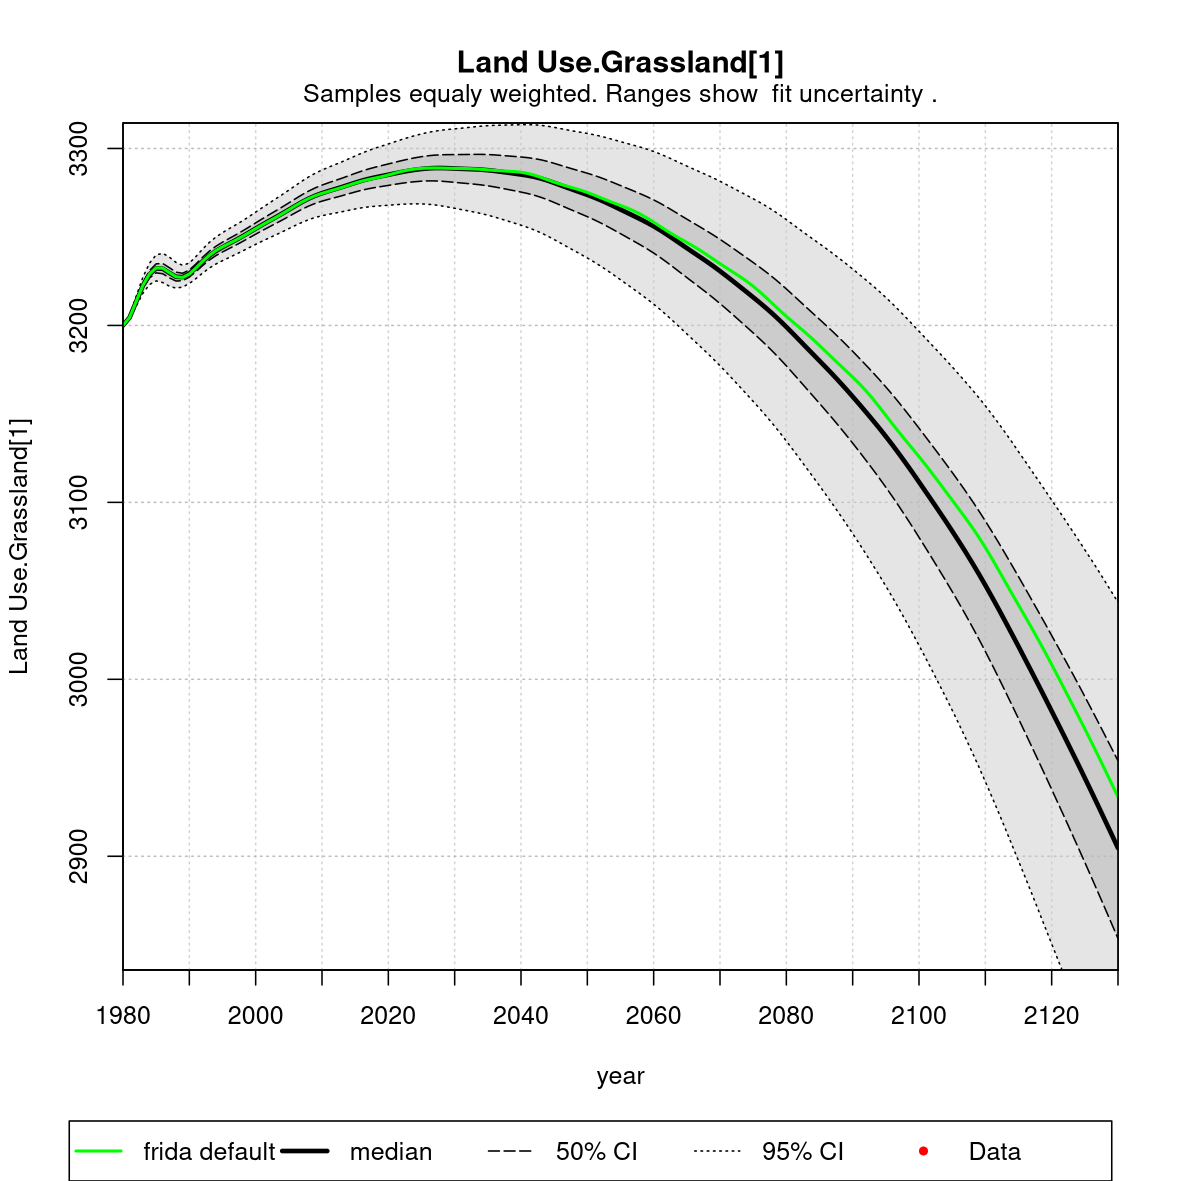 Land Use.Grassland[1]
Samples equaly weighted. Ranges show  fit uncertainty .
Land Use.Grassland[1]
3300
3200
3100
3000
2900
1980 2000 2020 2040 2060 2080 2100 2120
year
frida default median 50% CI 95% CI Data